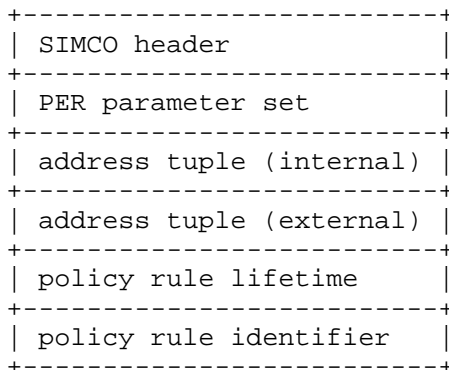 +--------------------------+
| SIMCO header             |
+--------------------------+
| PER parameter set        |
+--------------------------+
| address tuple (internal) |
+--------------------------+
| address tuple (external) |
+--------------------------+
| policy rule lifetime     |
+--------------------------+
| policy rule identifier   |
+--------------------------+